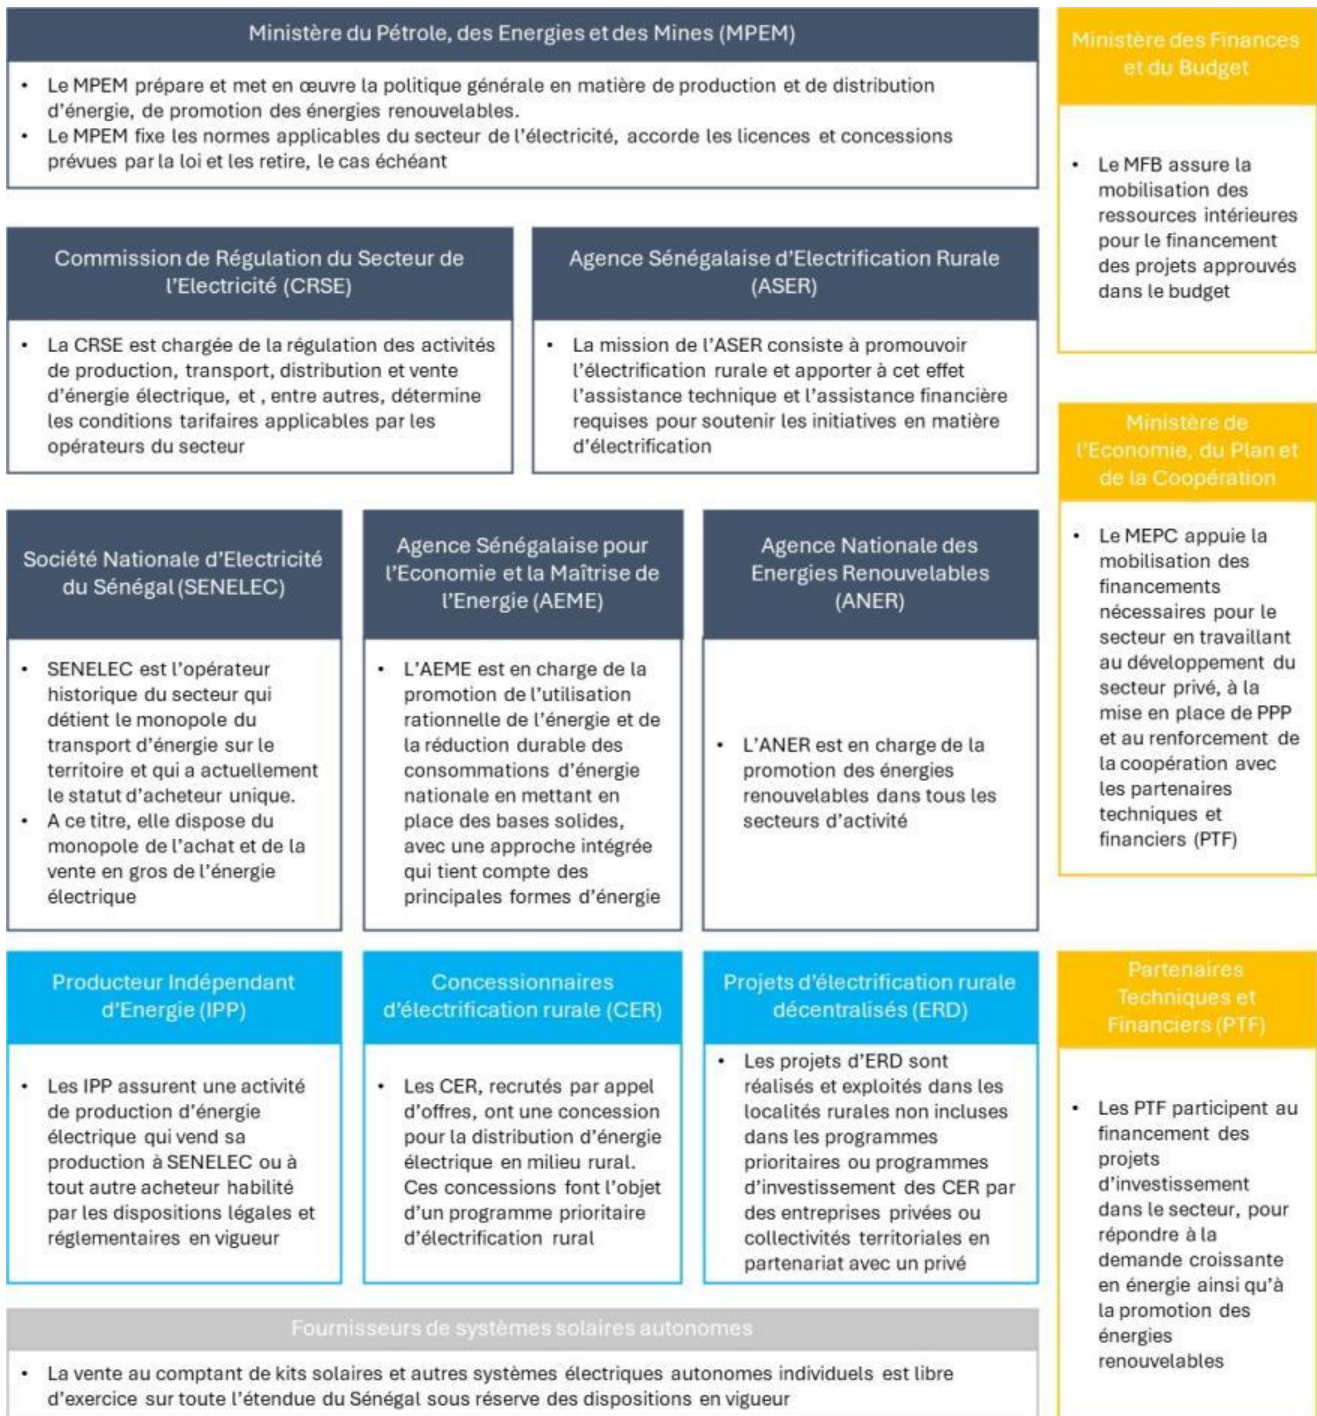 Ministère du Pétrole, des Energies et des Mines (MPEM)
• Le MPEM prépare et met en œuvre la politique générale en matière de production et de distribution
d'énergie, de promotion des énergies renouvelables.
• Le MPEM fixe les normes applicables du secteur de l'électricité, accorde les licences et concessions
prévues par la loi et les retire, le cas échéant
Ministère des Finances
et du Budget
• Le MFB assure la
mobilisation des
ressources intérieures
pour le financement
des projets approuvés
dans le budget
Commission de Régulation du Secteur de
l'Electricité (CRSE)
• La CRSE est chargée de la régulation des activités
de production, transport, distribution et vente
d'énergie électrique, et , entre autres, détermine
les conditions tarifaires applicables par les
opérateurs du secteur
Agence Sénégalaise d'Electrification Rurale
(ASER)
• La mission de l'ASER consiste à promouvoir
l'électrification rurale et apporter à cet effet
l'assistance technique et l'assistance financière
requises pour soutenir les initiatives en matière
d'électrification
Ministère de
l'Economie, du Plan et
de la Coopération
• Le MEPC appuie la
mobilisation des
financements
nécessaires pour le
secteur en travaillant
au développement du
secteur privé, à la
mise en place de PPP
et au renforcement de
la coopération avec
les partenaires
techniques et
financiers (PTF)
Société Nationale d'Electricité
du Sénégal (SENELEC)
• SENELEC est l'opérateur
historique du secteur qui
détient le monopole du
transport d'énergie sur le
territoire et qui a actuellement
le statut d'acheteur unique.
• A ce titre, elle dispose du
monopole de l'achat et de la
vente en gros de l'énergie
électrique
Agence Sénégalaise pour
l'Economie et la Maîtrise de
l'Energie (AEME)
• L'AEME est en charge de la
promotion de l'utilisation
rationnelle de l'énergie et de
la réduction durable des
consommations d'énergie
nationale en mettant en
place des bases solides,
avec une approche intégrée
qui tient compte des
principales formes d'énergie
Agence Nationale des
Energies Renouvelables
(ANER)
• L'ANER est en charge de la
promotion des énergies
renouvelables dans tous les
secteurs d'activité
Producteur Indépendant
d'Energie (IPP)
• Les IPP assurent une activité
de production d'énergie
électrique qui vend sa
production à SENELEC ou à
tout autre acheteur habilité
par les dispositions légales et
réglementaires en vigueur
Concessionnaires
d'électrification rurale (CER)
• Les CER, recrutés par appel
d'offres, ont une concession
pour la distribution d'énergie
électrique en milieu rural.
Ces concessions font l'objet
d'un programme prioritaire
d'électrification rural
Projets d'électrification rurale
décentralisés (ERD)
• Les projets d'ERD sont
réalisés et exploités dans les
localités rurales non incluses
dans les programmes
prioritaires ou programmes
d'investissement des CER par
des entreprises privées ou
collectivités territoriales en
partenariat avec un privé
Partenaires
Techniques et
Financiers (PTF)
• Les PTF participent au
financement des
projets
d'investissement
dans le secteur, pour
répondre à la
demande croissante
en énergie ainsi qu'à
la promotion des
énergies
renouvelables
Fournisseurs de systèmes solaires autonomes
• La vente au comptant de kits solaires et autres systèmes électriques autonomes individuels est libre
d'exercice sur toute l'étendue du Sénégal sous réserve des dispositions en vigueur